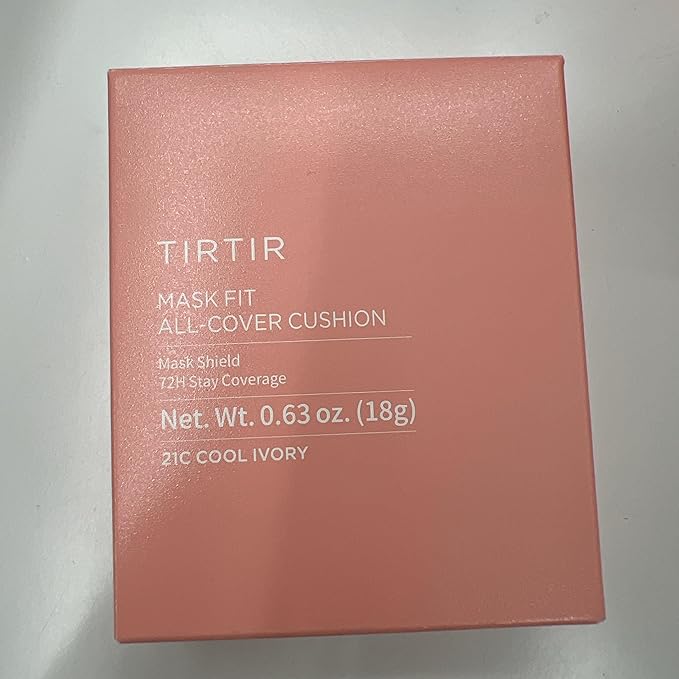 TIRTIR
MASK FIT
ALL-COVER CUSHION
Mask Shield
72H Stay Coverage
Net. Wt. 0.63 oz. (18g)
21C COOL IVORY